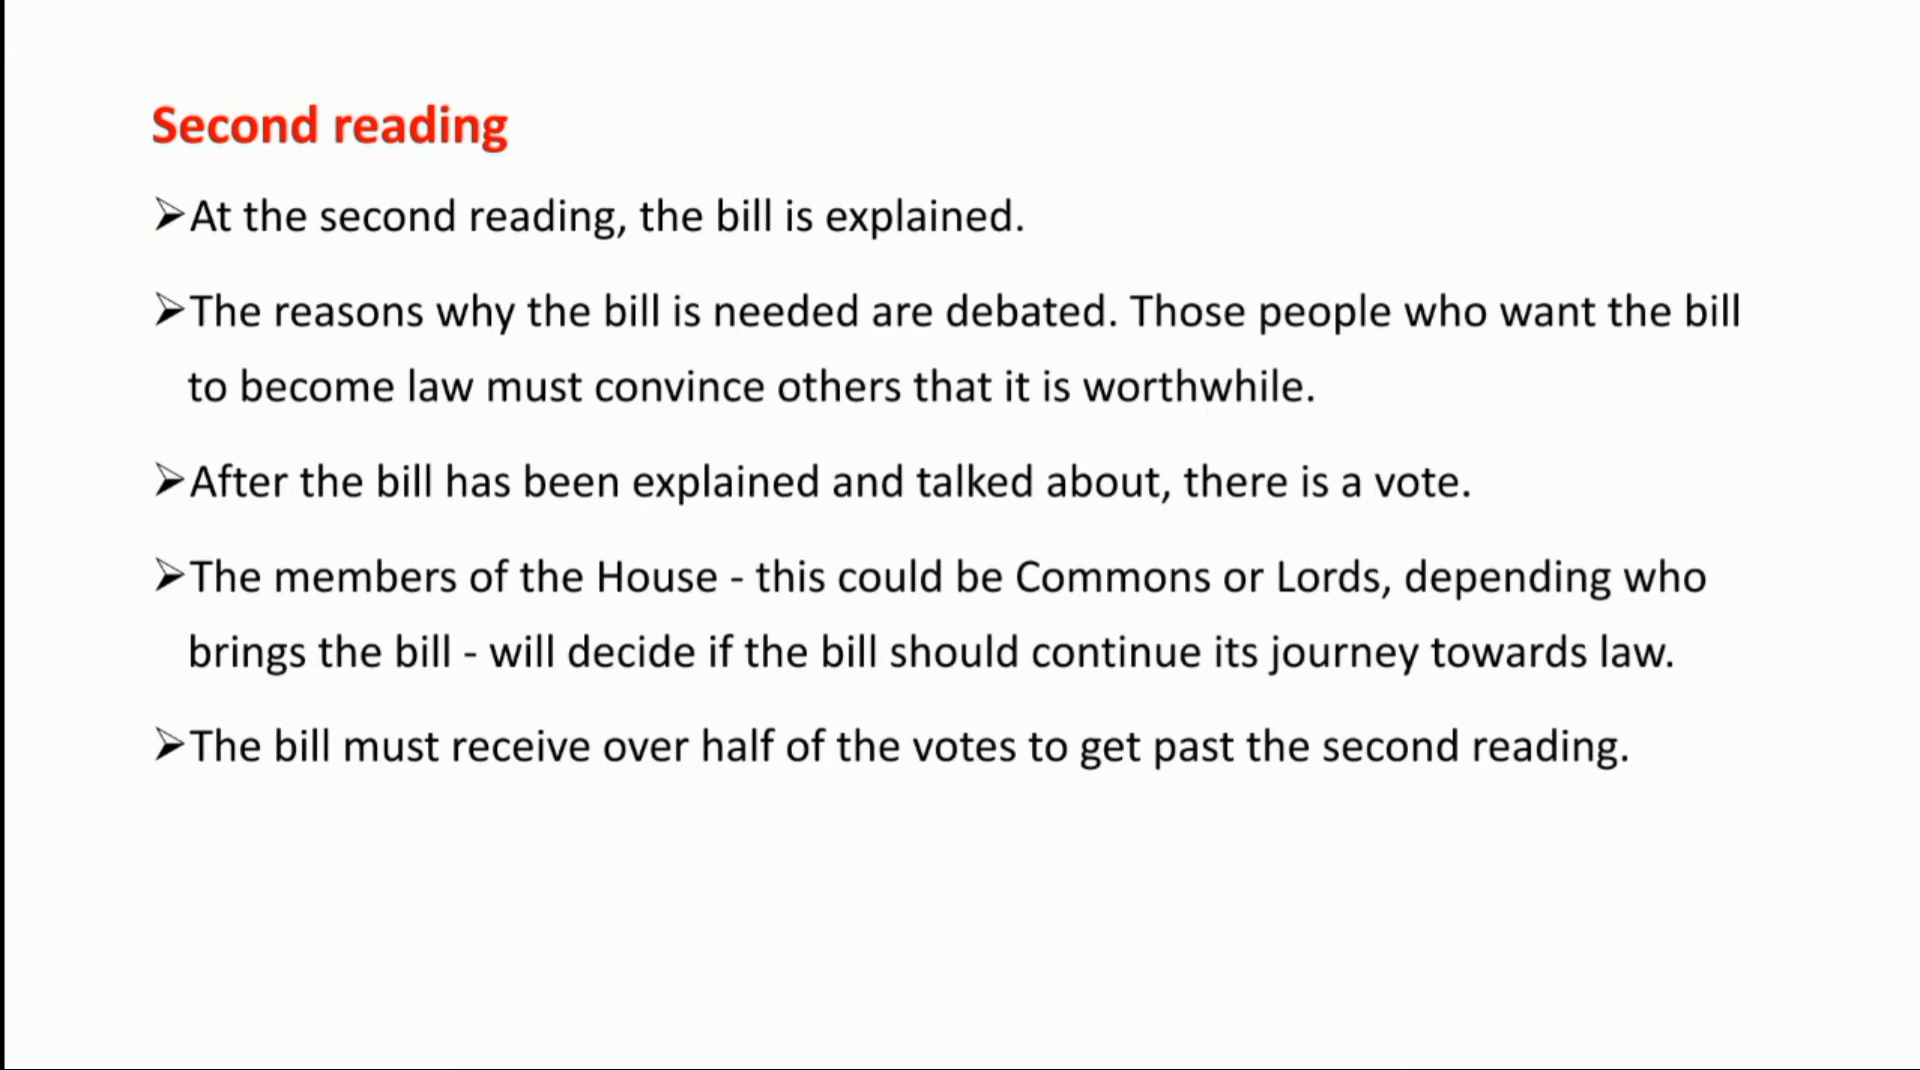 Second reading
➢At the second reading, the bill is explained.
➢The reasons why the bill is needed are debated. Those people who want the bill
to become law must convince others that it is worthwhile.
➢After the bill has been explained and talked about, there is a vote.
➢The members of the House - this could be Commons or Lords, depending who
brings the bill - will decide if the bill should continue its journey towards law.
➢The bill must receive over half of the votes to get past the second reading.